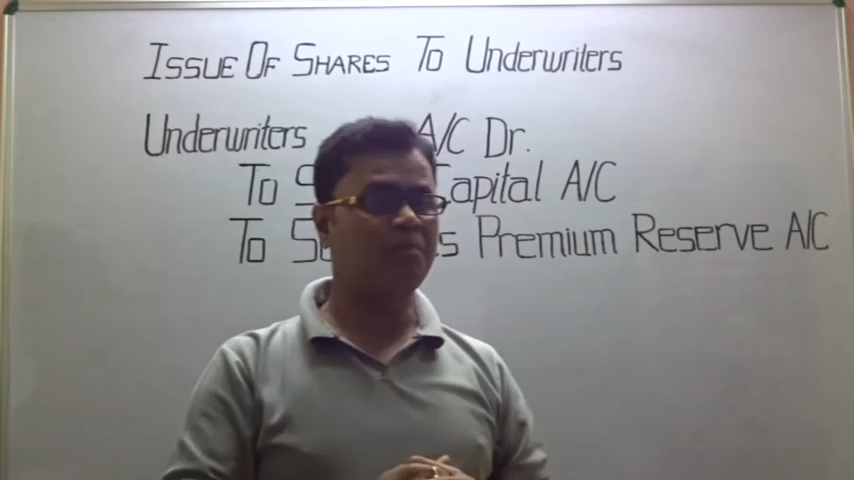 ISSUE OF SHARES TO Underwriters
Underwriters A/C Dr.
To Capital A/C
To Premium Reserve A/C